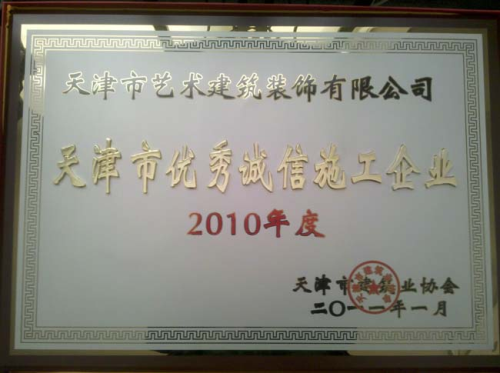 天津市艺术建筑装饰有限公司
天津市优秀诚信施工企业
2010年度
天津市建筑业协会
二〇一一年一月